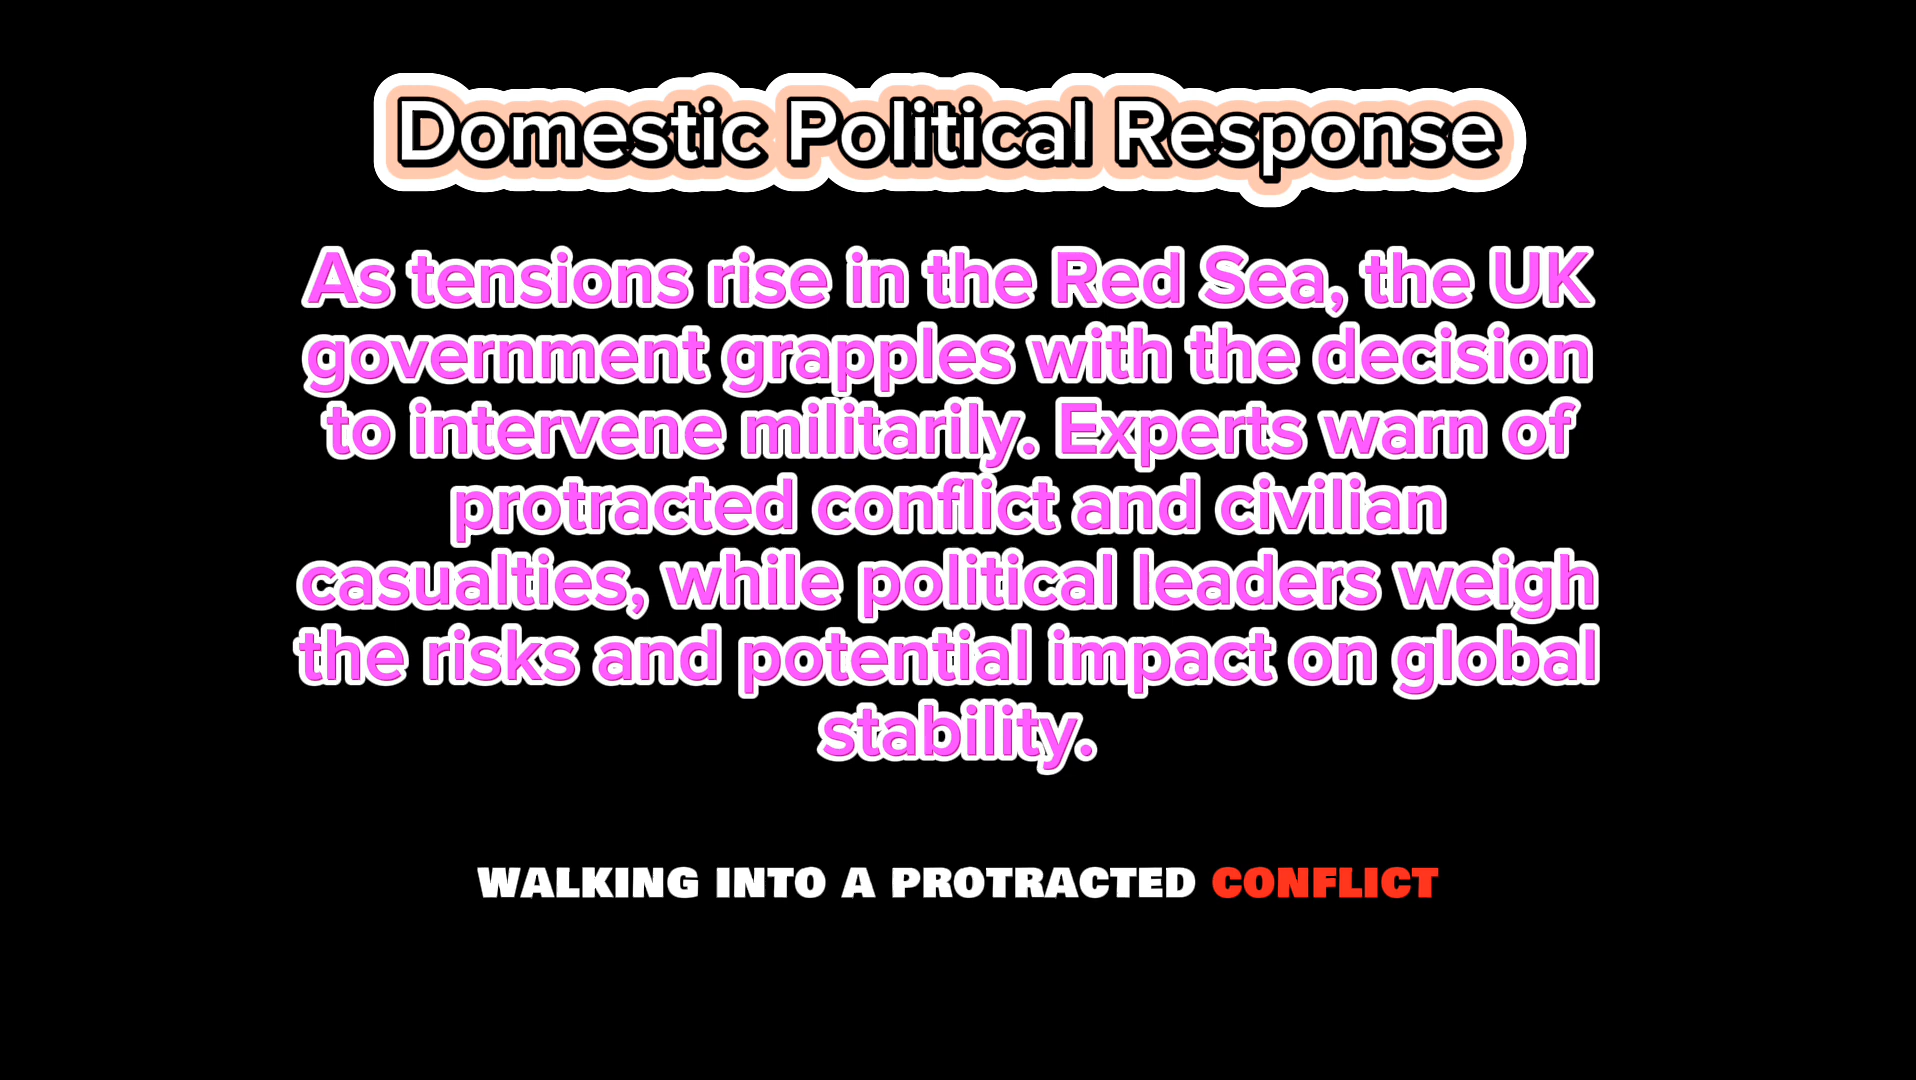 Domestic Political Response
As tensions rise in the Red Sea, the UK
government grapples with the decision
to intervene militarily. Experts warn of
protracted conflict and civilian
casualties, while political leaders weigh
the risks and potential impact on global
stability.
WALKING INTO A PROTRACTED CONFLICT